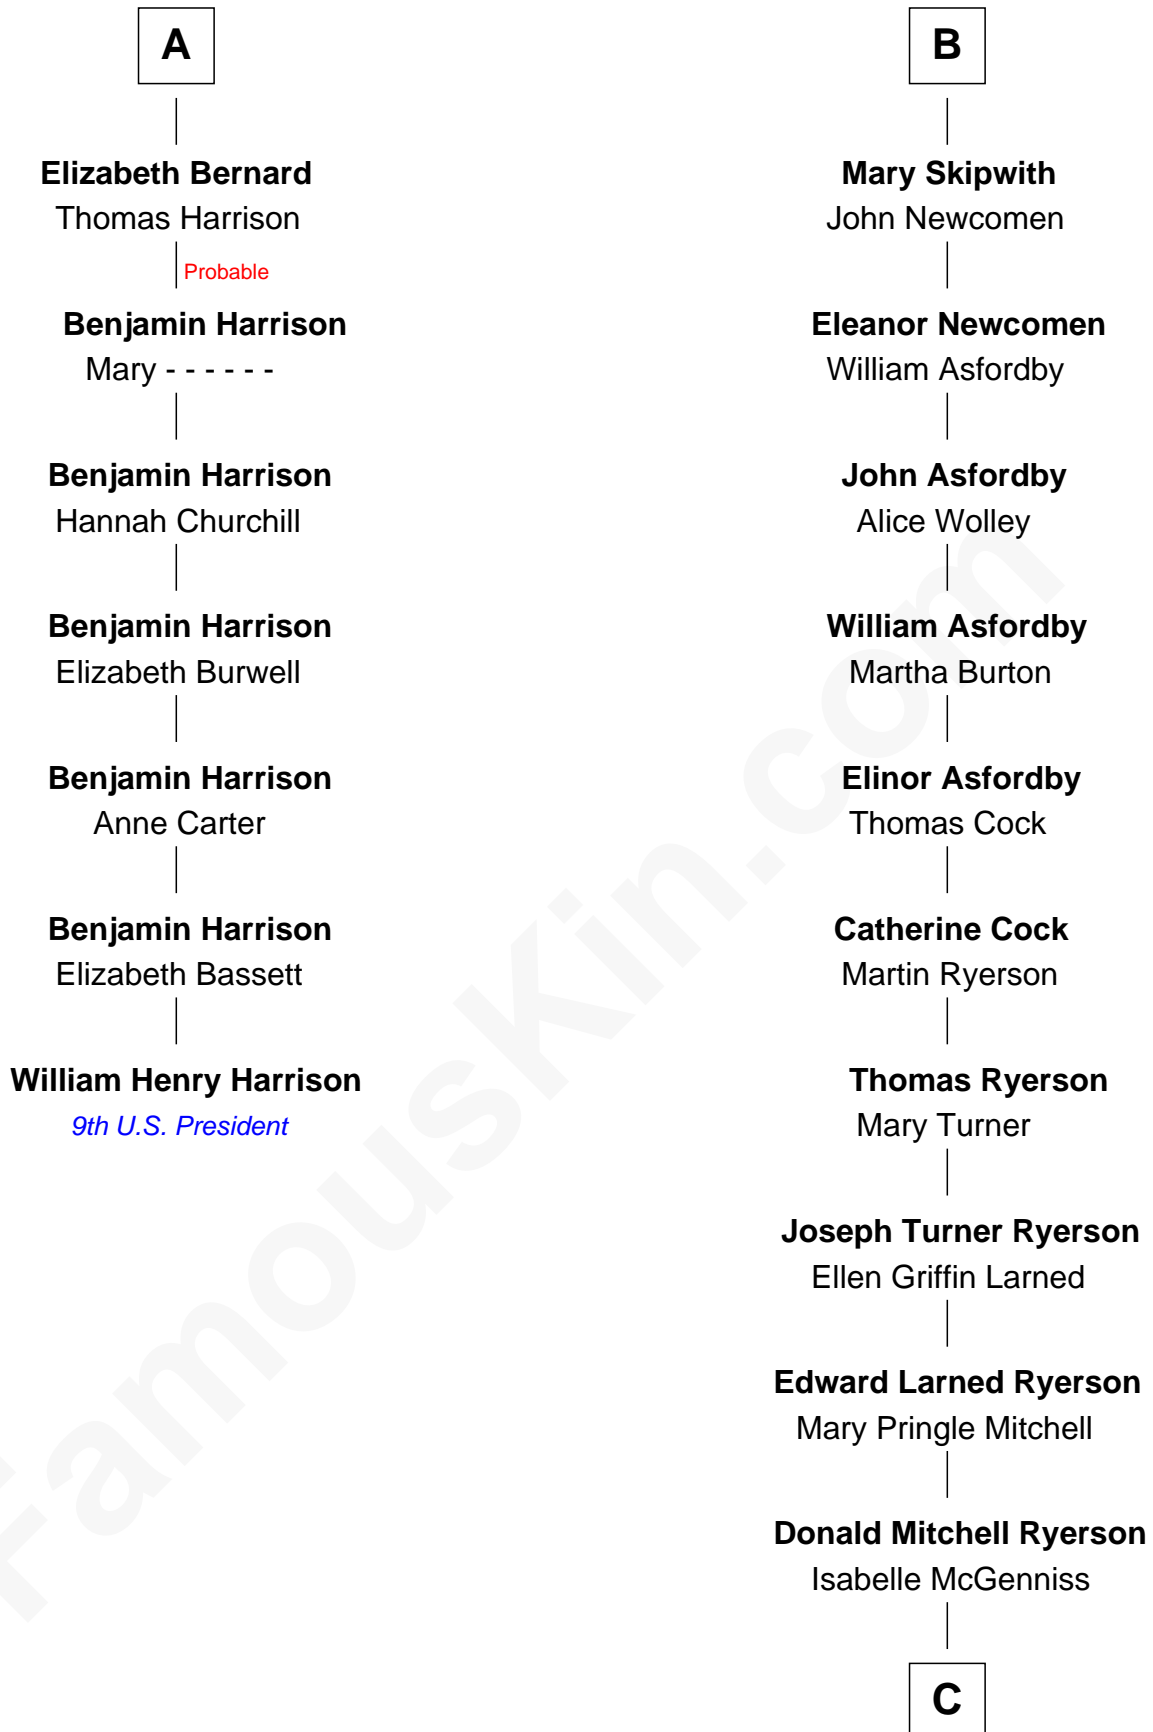 A
Elizabeth Bernard
Thomas Harrison
Probable
Benjamin Harrison
Mary - - - - - -
Benjamin Harrison
Hannah Churchill
Benjamin Harrison
Elizabeth Burwell
Benjamin Harrison
Anne Carter
Benjamin Harrison
Elizabeth Bassett
William Henry Harrison
9th U.S. President
B
Mary Skipwith
John Newcomen
Eleanor Newcomen
William Asfordby
John Asfordby
Alice Wolley
William Asfordby
Martha Burton
Elinor Asfordby
Thomas Cock
Catherine Cock
Martin Ryerson
Thomas Ryerson
Mary Turner
Joseph Turner Ryerson
Ellen Griffin Larned
Edward Larned Ryerson
Mary Pringle Mitchell
Donald Mitchell Ryerson
Isabelle McGenniss
C
FamousKin.com